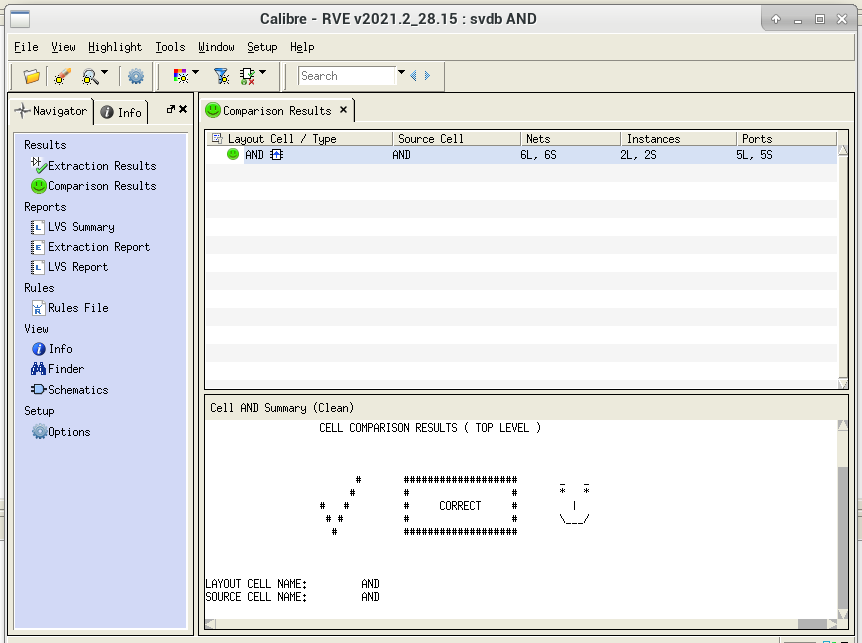 Calibre - RVE v2021.2_28.15 : svdb AND
File View Highlight Tools Window Setup Help
Search
Navigator Info
Results
Extraction Results
Comparison Results
Reports
LVS Summary
Extraction Report
LVS Report
Rules
Rules File
View
Info
Finder
Schematics
Setup
Options
Comparison Results
Layout Cell / Type Source Cell Nets Instances Ports
AND AND 6L, 6S 2L, 2S 5L, 5S
Cell AND Summary (Clean)
CELL COMPARISON RESULTS ( TOP LEVEL )
# ################### _ _
# # # * *
# # # CORRECT # |
# # # # \___/
# ###################
LAYOUT CELL NAME: AND
SOURCE CELL NAME: AND